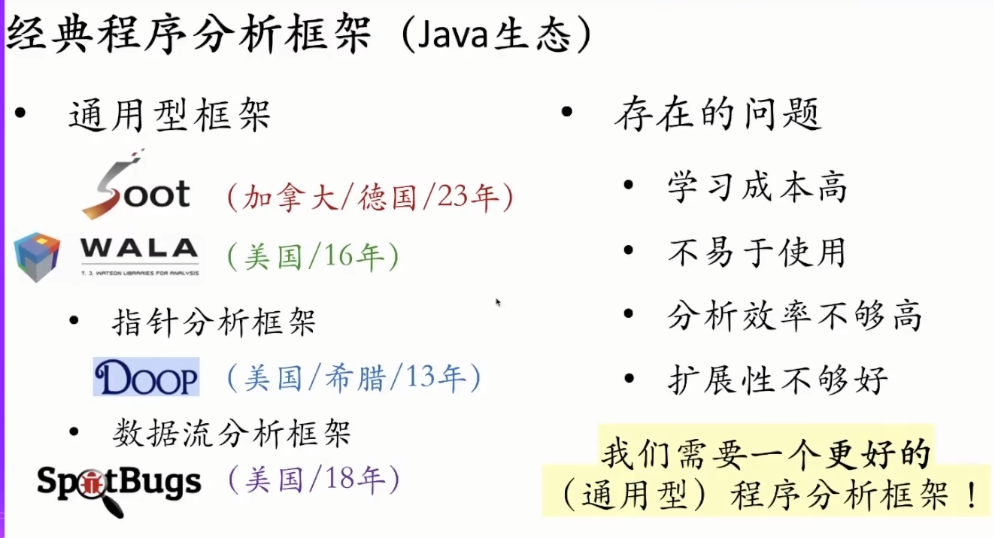 经典程序分析框架（Java生态）
• 通用型框架
Soot （加拿大/德国/23年）
WALA
T. J. WATSON LIBRARIES FOR ANALYSIS
（美国/16年）
• 指针分析框架
DOOP （美国/希腊/13年）
• 数据流分析框架
SpotBugs （美国/18年）
• 存在的问题
• 学习成本高
• 不易于使用
• 分析效率不够高
• 扩展性不够好
我们需要一个更好的
（通用型）程序分析框架！